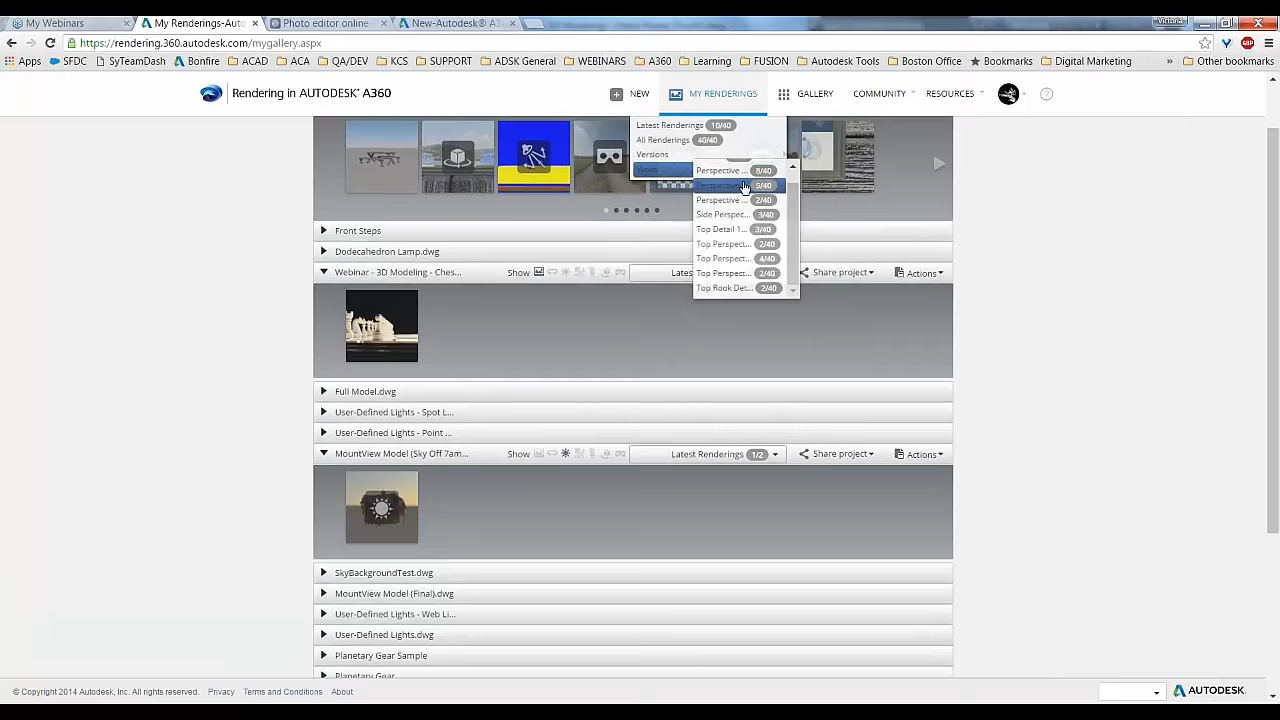 My Webinars
My Renderings-Auto
Photo editor online
New-Autodesk® A3
Victoria
https://rendering.360.autodesk.com/mygallery.aspx
Apps SFDC SyTeamDash Bonfire ACAD ACA QA/DEV KCS SUPPORT ADSK General WEBINARS A360 Learning FUSION Autodesk Tools Boston Office Bookmarks Digital Marketing » Other bookmarks
Rendering in AUTODESK® A360
NEW MY RENDERINGS GALLERY COMMUNITY RESOURCES
Latest Renderings 10/40
All Renderings 40/40
Versions
Views
Perspective ... 8/40
Perspective 5/40
Perspective ... 2/40
Side Perspec... 3/40
Top Detail 1... 3/40
Top Perspect... 2/40
Top Perspect... 4/40
Top Perspect... 2/40
Top Rook Det... 2/40
Front Steps
Dodecahedron Lamp.dwg
Webinar - 3D Modeling - Ches... Show Lates Share project Actions
Full Model.dwg
User-Defined Lights - Spot L...
User-Defined Lights - Point ...
MountView Model (Sky Off 7am... Show Latest Renderings 1/2 Share project Actions
SkyBackgroundTest.dwg
MountView Model (Final).dwg
User-Defined Lights - Web Li...
User-Defined Lights.dwg
Planetary Gear Sample
Planetary Gear
© Copyright 2014 Autodesk, Inc. All rights reserved. Privacy Terms and Conditions About
AUTODESK.